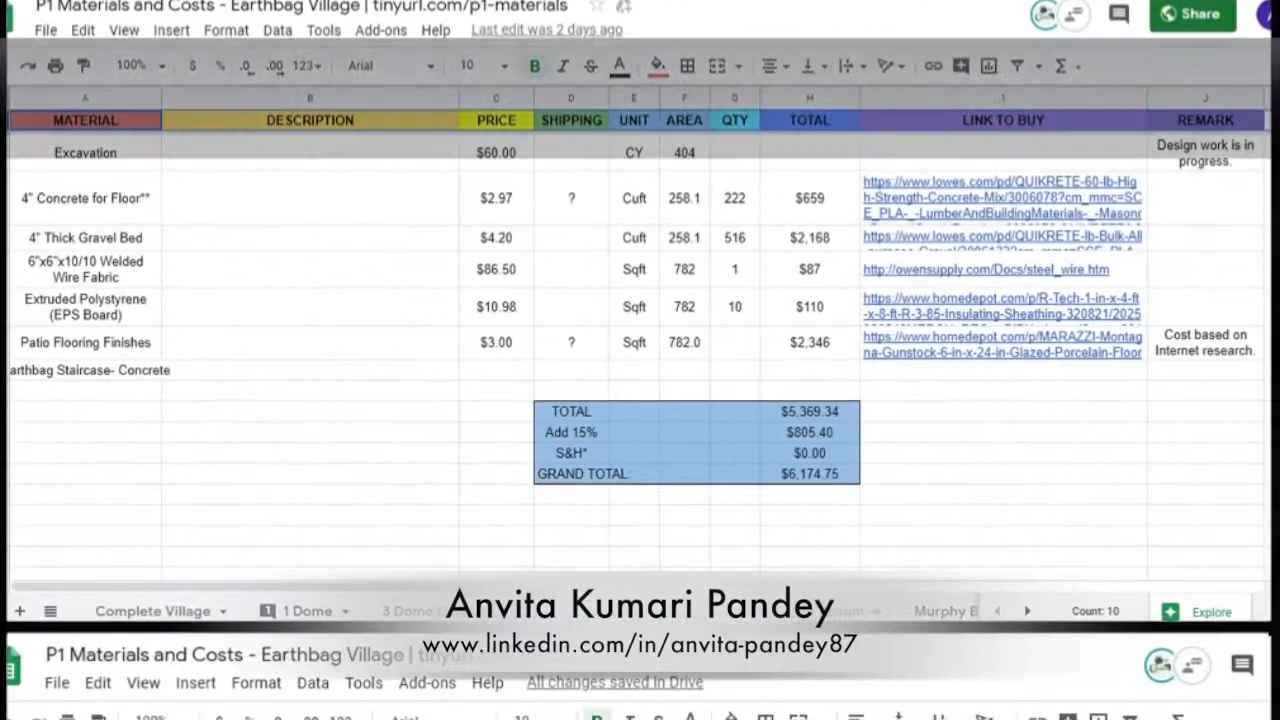 P1 Materials and Costs - Earthbag Village | tinyurl.com/p1-materials
Share
File Edit View Insert Format Data Tools Add-ons Help Last edit was 2 days ago
100% $ % .0 .00 123 Arial 10 B I S A Σ
A B C D E F G H I J
MATERIAL DESCRIPTION PRICE SHIPPING UNIT AREA QTY TOTAL LINK TO BUY REMARK
Excavation $60.00 CY 404 Design work is in
progress.
4" Concrete for Floor** $2.97 ? Cuft 258.1 222 $659 https://www.lowes.com/pd/QUIKRETE-60-lb-Hig
h-Strength-Concrete-Mix/3006078?cm_mmc=SC
E_PLA-_-LumberAndBuildingMaterials-_-Masonr
4" Thick Gravel Bed $4.20 Cuft 258.1 516 $2,168 https://www.lowes.com/pd/QUIKRETE-lb-Bulk-All
6"x6"x10/10 Welded
Wire Fabric $86.50 Sqft 782 1 $87 http://owensupply.com/Docs/steel_wire.htm
Extruded Polystyrene
(EPS Board) $10.98 Sqft 782 10 $110 https://www.homedepot.com/p/R-Tech-1-in-x-4-ft
-x-8-ft-R-3-85-Insulating-Sheathing-320821/2025
Patio Flooring Finishes $3.00 ? Sqft 782.0 $2,346 https://www.homedepot.com/p/MARAZZI-Montag
na-Gunstock-6-in-x-24-in-Glazed-Porcelain-Floor
Cost based on
Internet research.
arthbag Staircase- Concrete
TOTAL $5,369.34
Add 15% $805.40
S&H* $0.00
GRAND TOTAL: $6,174.75
Complete Village 1 1 Dome 3 Dome Murphy B Count: 10 Explore
Anvita Kumari Pandey
www.linkedin.com/in/anvita-pandey87
P1 Materials and Costs - Earthbag Village | tinyurl
File Edit View Insert Format Data Tools Add-ons Help All changes saved in Drive